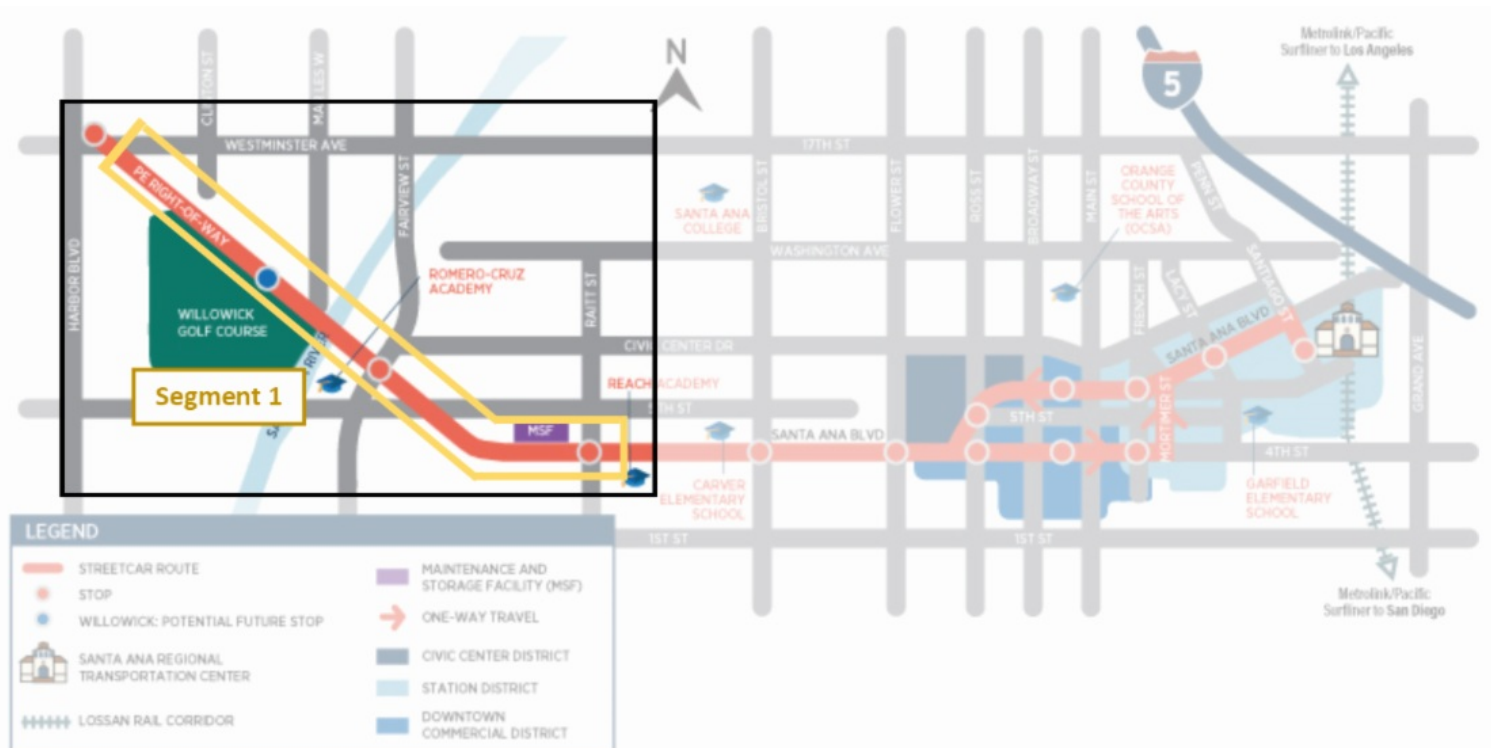 Metrolink/Pacific
Surfliner to Los Angeles
N
5
CLINTON ST
WESTMINSTER AVE
17TH ST
FAIRVIEW ST
PE RIGHT-OF-WAY
HARBOR BLVD
WILLOWICK
GOLF COURSE
ROMERO-CRUZ
ACADEMY
RAITT ST
SANTA ANA
COLLEGE
BRISTOL ST
FLOWER ST
ROSS ST
BROADWAY ST
MAIN ST
ORANGE
COUNTY
SCHOOL OF
THE ARTS
(OCSA)
PENN ST
WASHINGTON AVE
SANTIAGO ST
LACY ST
FRENCH ST
CIVIC CENTER DR
SANTA ANA BLVD
GRAND AVE
REACH ACADEMY
5TH ST
Segment 1
RIVER
MSF
SANTA ANA BLVD
5TH ST
MORTIMER ST
4TH ST
CARVER
ELEMENTARY
SCHOOL
GARFIELD
ELEMENTARY
SCHOOL
1ST ST
1ST ST
Metrolink/Pacific
Surfliner to San Diego
LEGEND
STREETCAR ROUTE
STOP
WILLOWICK: POTENTIAL FUTURE STOP
SANTA ANA REGIONAL
TRANSPORTATION CENTER
LOSSAN RAIL CORRIDOR
MAINTENANCE AND
STORAGE FACILITY (MSF)
ONE-WAY TRAVEL
CIVIC CENTER DISTRICT
STATION DISTRICT
DOWNTOWN
COMMERCIAL DISTRICT